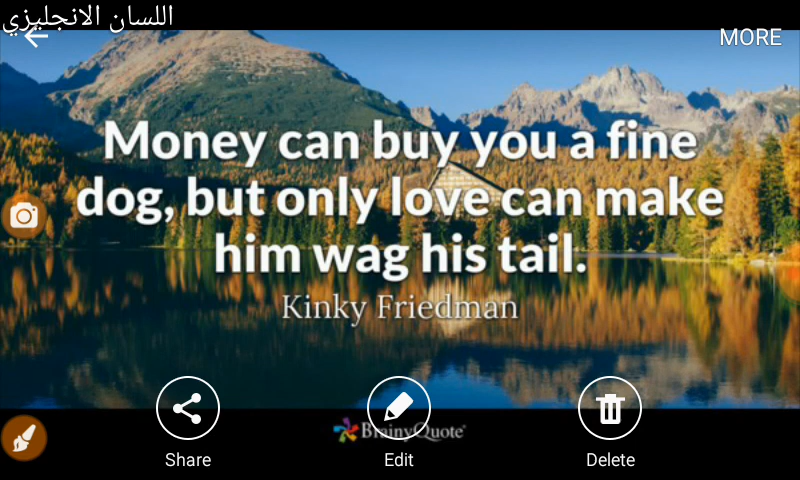 اللسان الانجليزي
MORE
Money can buy you a fine
dog, but only love can make
him wag his tail.
Kinky Friedman
BrainyQuote
Share
Edit
Delete